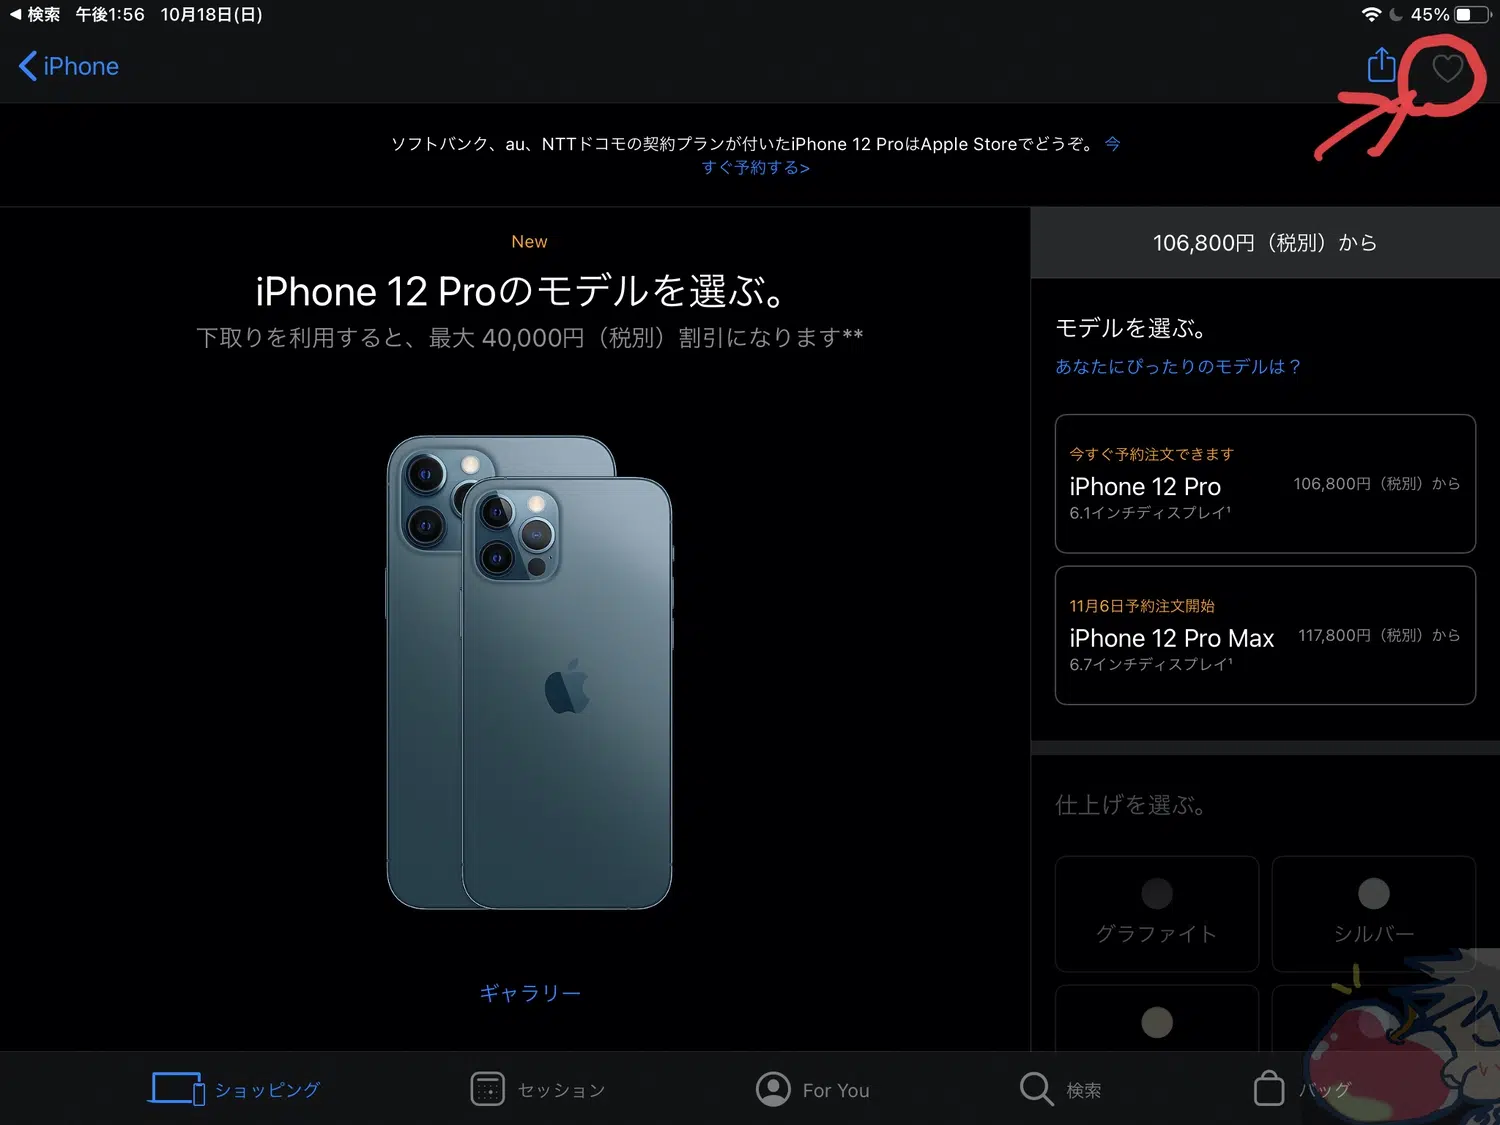 ◀検索 午後1:56 10月18日(日) 45%
iPhone
ソフトバンク、au、NTTドコモの契約プランが付いたiPhone 12 ProはApple Storeでどうぞ。 今
すぐ予約する>
New
iPhone 12 Proのモデルを選ぶ。
下取りを利用すると、最大 40,000円（税別）割引になります**
ギャラリー
106,800円（税別）から
モデルを選ぶ。
あなたにぴったりのモデルは？
今すぐ予約注文できます
iPhone 12 Pro 106,800円（税別）から
6.1インチディスプレイ¹
11月6日予約注文開始
iPhone 12 Pro Max 117,800円（税別）から
6.7インチディスプレイ¹
仕上げを選ぶ。
グラファイト シルバー
ショッピング セッション For You 検索 バッグ